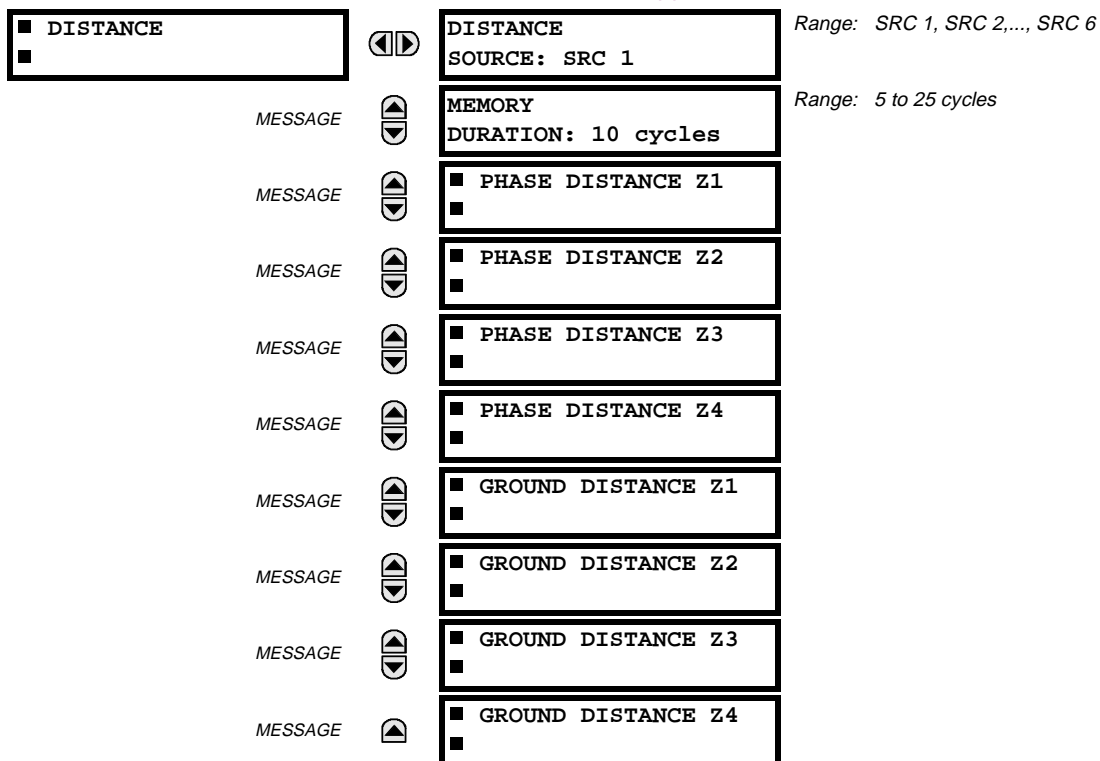 ■ DISTANCE
■
DISTANCE
SOURCE: SRC 1
Range: SRC 1, SRC 2,..., SRC 6
MESSAGE
MEMORY
DURATION: 10 cycles
Range: 5 to 25 cycles
MESSAGE
■ PHASE DISTANCE Z1
■
MESSAGE
■ PHASE DISTANCE Z2
■
MESSAGE
■ PHASE DISTANCE Z3
■
MESSAGE
■ PHASE DISTANCE Z4
■
MESSAGE
■ GROUND DISTANCE Z1
■
MESSAGE
■ GROUND DISTANCE Z2
■
MESSAGE
■ GROUND DISTANCE Z3
■
MESSAGE
■ GROUND DISTANCE Z4
■